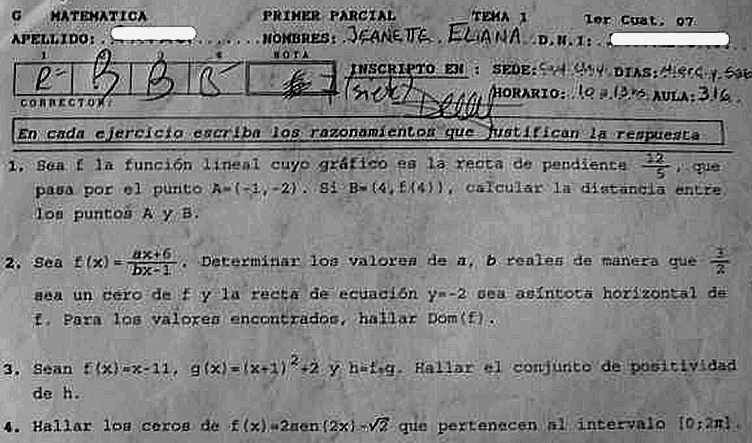 G MATEMATICA PRIMER PARCIAL TEMA 1 1er Cuat. 07
APELLIDO: NOMBRES: JEANETTE ELIANA D.N.I:
1 4 NOTA
R- B B B-
INSCRIPTO EN : SEDE: DIAS: Mierc y Sab
(siete) HORARIO: 10 a 13hs AULA: 316
CORRECTOR:
En cada ejercicio escriba los razonamientos que justifican la respuesta
1. Sea f la función lineal cuyo gráfico es la recta de pendiente 12/5, que
pasa por el punto A=(-1,-2). Si B=(4,f(4)), calcular la distancia entre
los puntos A y B.
2. Sea f(x)=ax+6/bx-1. Determinar los valores de a, b reales de manera que 1/2
sea un cero de f y la recta de ecuación y=-2 sea asíntota horizontal de
f. Para los valores encontrados, hallar Dom(f).
3. Sean f(x)=x-11, g(x)=(x+1)²+2 y h=f+g. Hallar el conjunto de positividad
de h.
4. Hallar los ceros de f(x)=2sen(2x)-√2 que pertenecen al intervalo [0;2π].